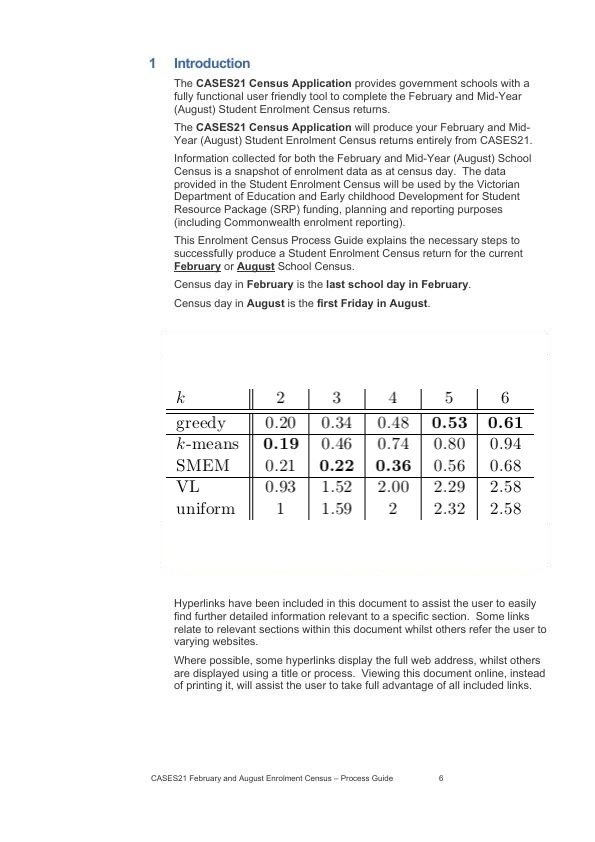 1 Introduction
The CASES21 Census Application provides government schools with a
fully functional user friendly tool to complete the February and Mid-Year
(August) Student Enrolment Census returns.
The CASES21 Census Application will produce your February and Mid-
Year (August) Student Enrolment Census returns entirely from CASES21.
Information collected for both the February and Mid-Year (August) School
Census is a snapshot of enrolment data as at census day. The data
provided in the Student Enrolment Census will be used by the Victorian
Department of Education and Early childhood Development for Student
Resource Package (SRP) funding, planning and reporting purposes
(including Commonwealth enrolment reporting).
This Enrolment Census Process Guide explains the necessary steps to
successfully produce a Student Enrolment Census return for the current
February or August School Census.
Census day in February is the last school day in February.
Census day in August is the first Friday in August.
k 2 3 4 5 6
greedy 0.20 0.34 0.48 0.53 0.61
k-means 0.19 0.46 0.74 0.80 0.94
SMEM 0.21 0.22 0.36 0.56 0.68
VL 0.93 1.52 2.00 2.29 2.58
uniform 1 1.59 2 2.32 2.58
Hyperlinks have been included in this document to assist the user to easily
find further detailed information relevant to a specific section. Some links
relate to relevant sections within this document whilst others refer the user to
varying websites.
Where possible, some hyperlinks display the full web address, whilst others
are displayed using a title or process. Viewing this document online, instead
of printing it, will assist the user to take full advantage of all included links.
CASES21 February and August Enrolment Census – Process Guide 6